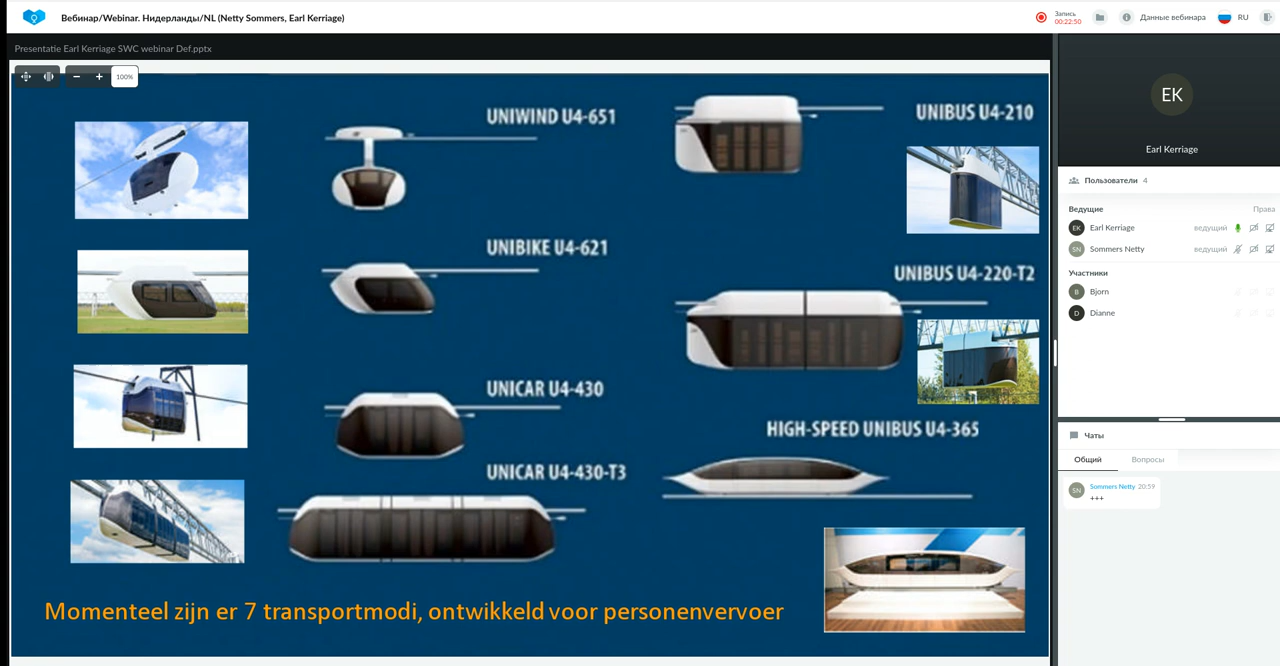 Вебинар/Webinar. Нидерланды/NL (Netty Sommers, Earl Kerriage)
Запись
00:22:50
Данные вебинара
RU
Presentatie Earl Kerriage SWC webinar Def.pptx
100%
UNIWIND U4-651
UNIBIKE U4-621
UNICAR U4-430
UNICAR U4-430-T3
UNIBUS U4-210
UNIBUS U4-220-T2
HIGH-SPEED UNIBUS U4-365
Momenteel zijn er 7 transportmodi, ontwikkeld voor personenvervoer
EK
Earl Kerriage
Пользователи 4
Ведущие Права
EK Earl Kerriage ведущий
SN Sommers Netty ведущий
Участники
B Bjorn
D Dianne
Чаты
Общий Вопросы
SN Sommers Netty 20:59
+++